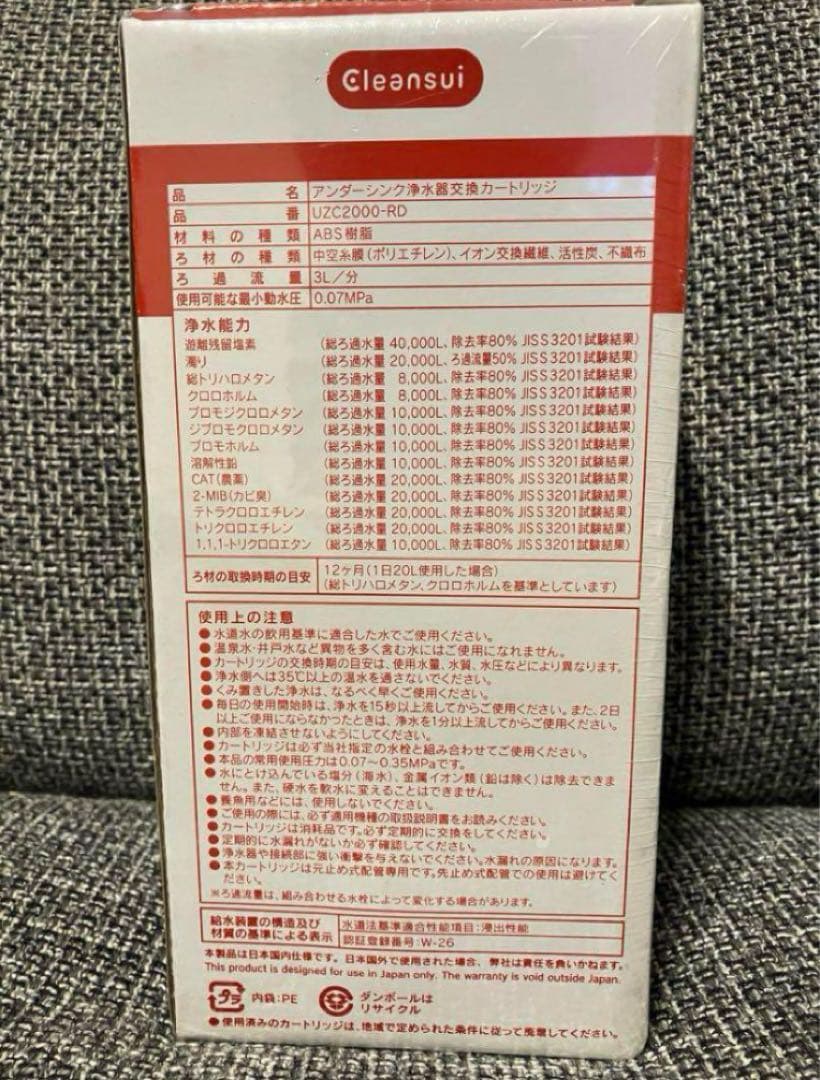 Cleansui
品名 アンダーシンク浄水器交換カートリッジ
品番 UZC2000-RD
材料の種類 ABS樹脂
ろ材の種類 中空糸膜(ポリエチレン)、イオン交換繊維、活性炭、不織布
ろ過流量 3L/分
使用可能な最小動水圧 0.07MPa
浄水能力
遊離残留塩素 (総ろ過水量 40,000L、除去率80% JISS3201試験結果)
濁り (総ろ過水量 20,000L、ろ過流量50% JISS3201試験結果)
総トリハロメタン (総ろ過水量 8,000L、除去率80% JISS3201試験結果)
クロロホルム (総ろ過水量 8,000L、除去率80% JISS3201試験結果)
ブロモジクロロメタン (総ろ過水量 10,000L、除去率80% JISS3201試験結果)
ジブロモクロロメタン (総ろ過水量 10,000L、除去率80% JISS3201試験結果)
ブロモホルム (総ろ過水量 10,000L、除去率80% JISS3201試験結果)
溶解性鉛 (総ろ過水量 10,000L、除去率80% JISS3201試験結果)
CAT(農薬) (総ろ過水量 20,000L、除去率80% JISS3201試験結果)
2-MIB(カビ臭) (総ろ過水量 20,000L、除去率80% JISS3201試験結果)
テトラクロロエチレン (総ろ過水量 20,000L、除去率80% JISS3201試験結果)
トリクロロエチレン (総ろ過水量 20,000L、除去率80% JISS3201試験結果)
1,1,1-トリクロロエタン (総ろ過水量 10,000L、除去率80% JISS3201試験結果)
ろ材の取換時期の目安 12ヶ月(1日20L使用した場合)
(総トリハロメタン、クロロホルムを基準としています)
使用上の注意
●水道水の飲用基準に適合した水でご使用ください。
●温泉水・井戸水など異物を多く含む水にはご使用になれません。
●カートリッジの交換時期の目安は、使用水量、水質、水圧などにより異なります。
●浄水側へは35℃以上の温水を通さないでください。
●くみ置きした浄水は、なるべく早くご使用ください。
●毎日の使用開始時は、浄水を15秒以上流してからご使用ください。また、2日
以上ご使用にならなかったときは、浄水を1分以上流してからご使用ください。
●内部を凍結させないようにしてください。
●カートリッジは必ず当社指定の水栓と組み合わせてご使用ください。
●本品の常用使用圧力は0.07〜0.35MPaです。
●水にとけ込んでいる塩分(海水)、金属イオン類(鉛は除く)は除去できま
せん。また、硬水を軟水に変えることはできません。
●養魚用などには、使用しないでください。
●ご使用の際には、必ず適用機種の取扱説明書をお読みください。
●カートリッジは消耗品です。必ず定期的に交換をしてください。
●定期的に水漏れがないか必ず確認してください。
●浄水器や接続部に強い衝撃を与えないでください。水漏れの原因になります。
●本カートリッジは元止め式配管専用です。先止め式配管での使用は避けてく
ださい。
※ろ過流量は、組み合わせる水栓によって変化する場合があります。
給水装置の構造及び 水道法基準適合性能項目:浸出性能
材質の基準による表示 認証登録番号:W-26
本製品は日本国内仕様です。日本国外で使用された場合、弊社は責任を負いかねます。
This product is designed for use in Japan only. The warranty is void outside Japan.
プラ 内袋:PE ダンボールは
リサイクル
●使用済みのカートリッジは、地域で定められた条件に従って廃棄してください。